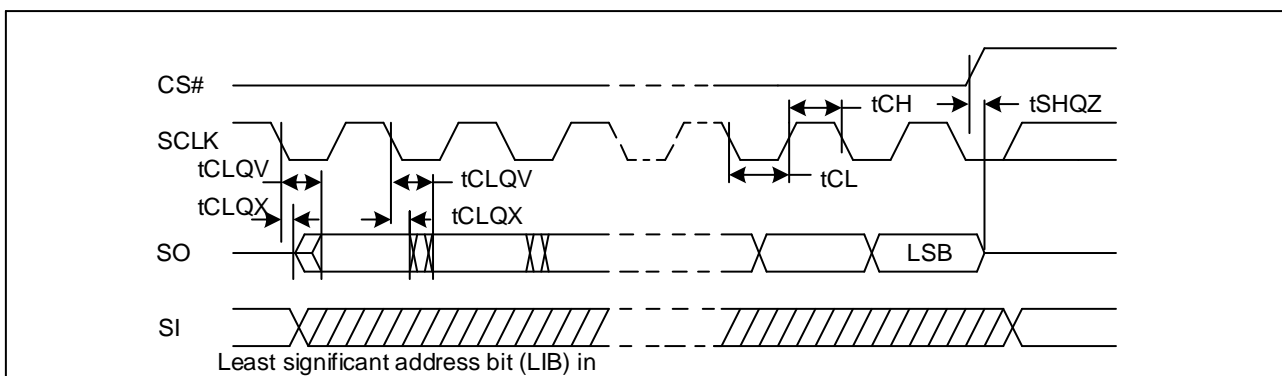 CS#
tCH
tSHQZ
SCLK
tCLQV
tCLQV
tCL
tCLQX
tCLQX
SO
LSB
SI
Least significant address bit (LIB) in